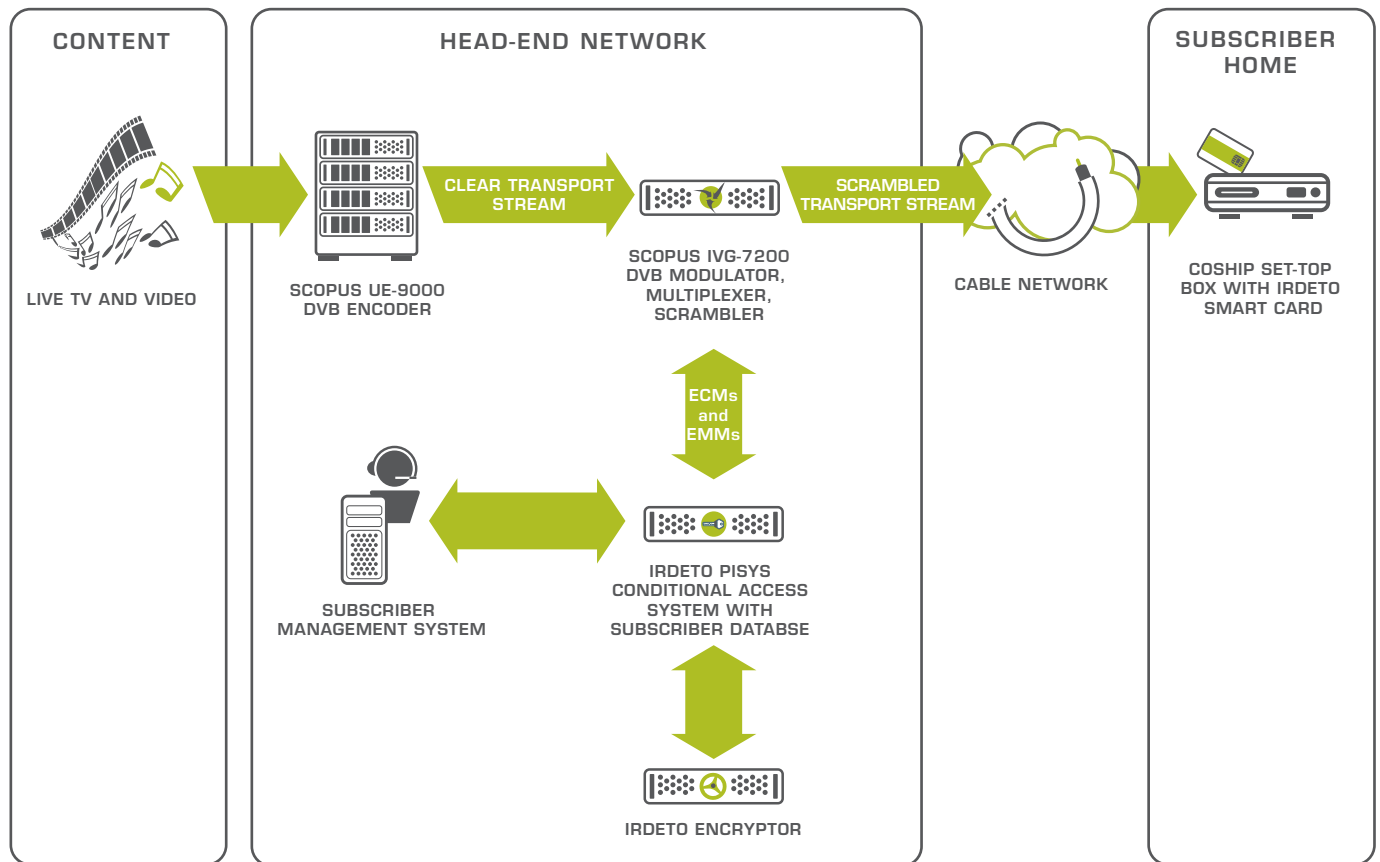 CONTENT
HEAD-END NETWORK
SUBSCRIBER
HOME
LIVE TV AND VIDEO
SCOPUS UE-9000
DVB ENCODER
CLEAR TRANSPORT
STREAM
SCOPUS IVG-7200
DVB MODULATOR,
MULTIPLEXER,
SCRAMBLER
SCRAMBLED
TRANSPORT STREAM
CABLE NETWORK
COSHIP SET-TOP
BOX WITH IRDETO
SMART CARD
ECMs
and
EMMs
SUBSCRIBER
MANAGEMENT SYSTEM
IRDETO PISYS
CONDITIONAL ACCESS
SYSTEM WITH
SUBSCRIBER DATABSE
IRDETO ENCRYPTOR